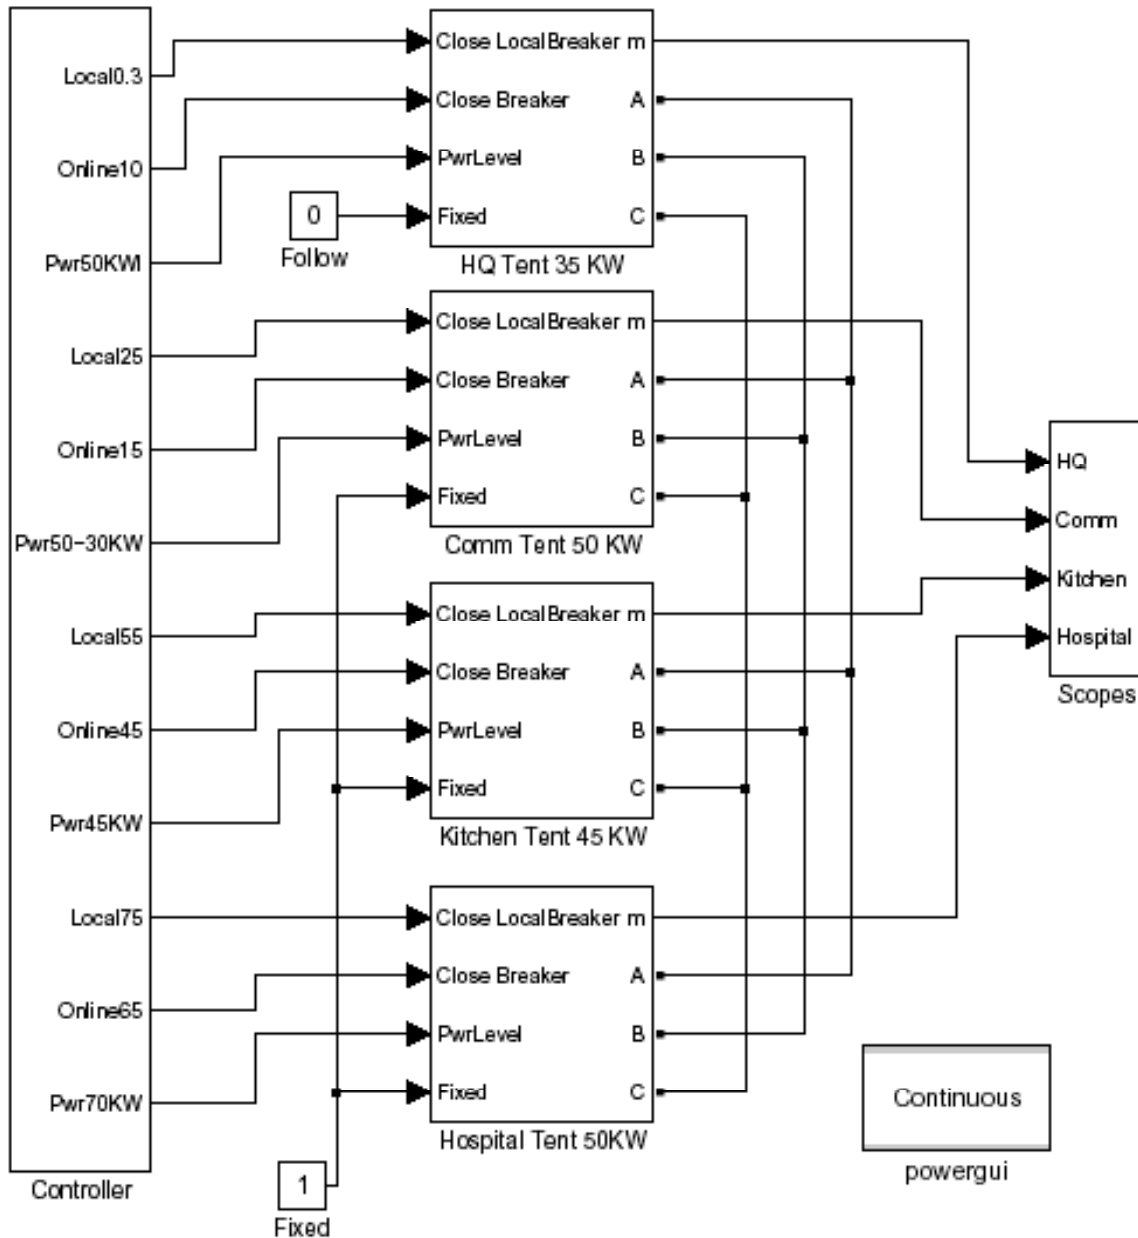 Local0.3
Online10
Pwr50KWl
Local25
Online15
Pwr50-30KW
Local55
Online45
Pwr45KW
Local75
Online65
Pwr70KW
Controller
0
Follow
1
Fixed
Close LocalBreaker m
Close Breaker A
PwrLevel B
Fixed C
HQ Tent 35 KW
Close LocalBreaker m
Close Breaker A
PwrLevel B
Fixed C
Comm Tent 50 KW
Close LocalBreaker m
Close Breaker A
PwrLevel B
Fixed C
Kitchen Tent 45 KW
Close LocalBreaker m
Close Breaker A
PwrLevel B
Fixed C
Hospital Tent 50KW
HQ
Comm
Kitchen
Hospital
Scopes
Continuous
powergui